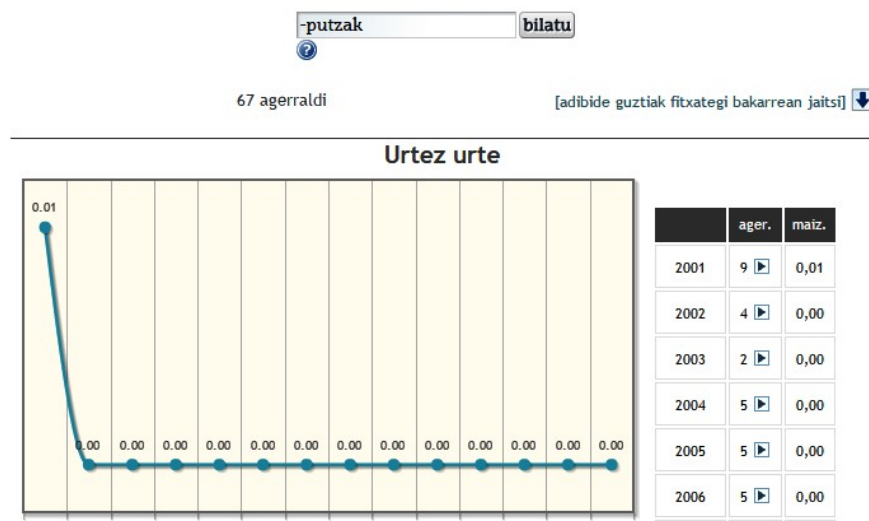 -putzak bilatu
?
67 agerraldi [adibide guztiak fitxategi bakarrean jaitsi]
Urtez urte
0.01
0.00 0.00 0.00 0.00 0.00 0.00 0.00 0.00 0.00 0.00 0.00 0.00 0.00
ager. maiz.
2001 9 0,01
2002 4 0,00
2003 2 0,00
2004 5 0,00
2005 5 0,00
2006 5 0,00